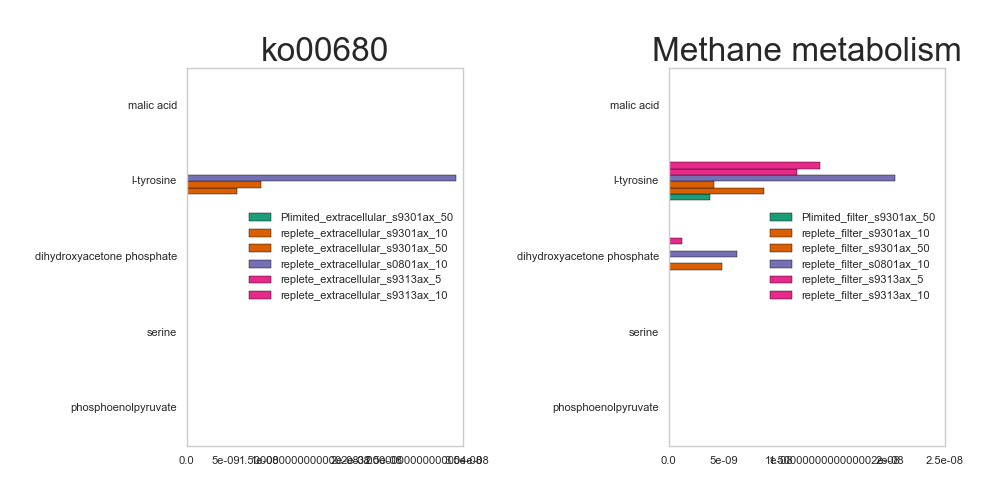 ko00680
malic acid
l-tyrosine
dihydroxyacetone phosphate
serine
phosphoenolpyruvate
Plimited_extracellular_s9301ax_50
replete_extracellular_s9301ax_10
replete_extracellular_s9301ax_50
replete_extracellular_s0801ax_10
replete_extracellular_s9313ax_5
replete_extracellular_s9313ax_10
0.0 5e-09
Methane metabolism
malic acid
l-tyrosine
dihydroxyacetone phosphate
serine
phosphoenolpyruvate
Plimited_filter_s9301ax_50
replete_filter_s9301ax_10
replete_filter_s9301ax_50
replete_filter_s0801ax_10
replete_filter_s9313ax_5
replete_filter_s9313ax_10
0.0 5e-09 2.5e-08